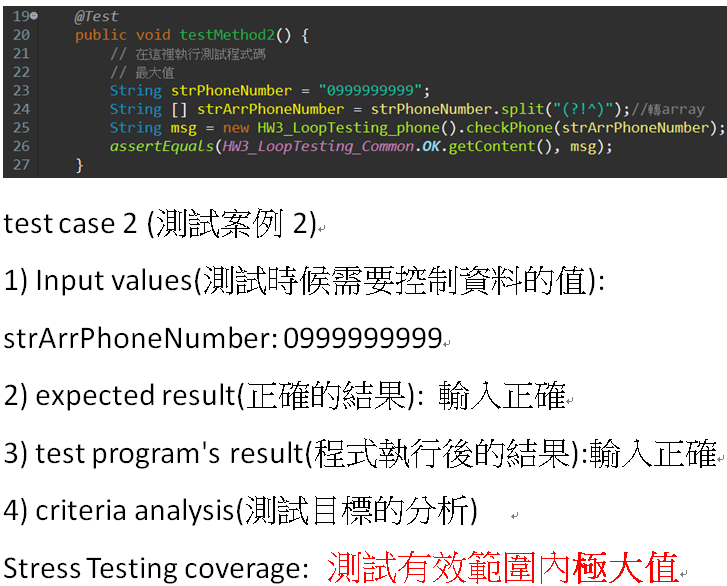 19 @Test
20 public void testMethod2() {
21 // 在這裡執行測試程式碼
22 // 最大值
23 String strPhoneNumber = "0999999999";
24 String [] strArrPhoneNumber = strPhoneNumber.split("(?!^)");//轉array
25 String msg = new HW3_LoopTesting_phone().checkPhone(strArrPhoneNumber);
26 assertEquals(HW3_LoopTesting_Common.OK.getContent(), msg);
27 }
test case 2 (測試案例 2)
1) Input values(測試時候需要控制資料的值):
strArrPhoneNumber: 0999999999
2) expected result(正確的結果): 輸入正確
3) test program's result(程式執行後的結果):輸入正確
4) criteria analysis(測試目標的分析)
Stress Testing coverage: 測試有效範圍內極大值